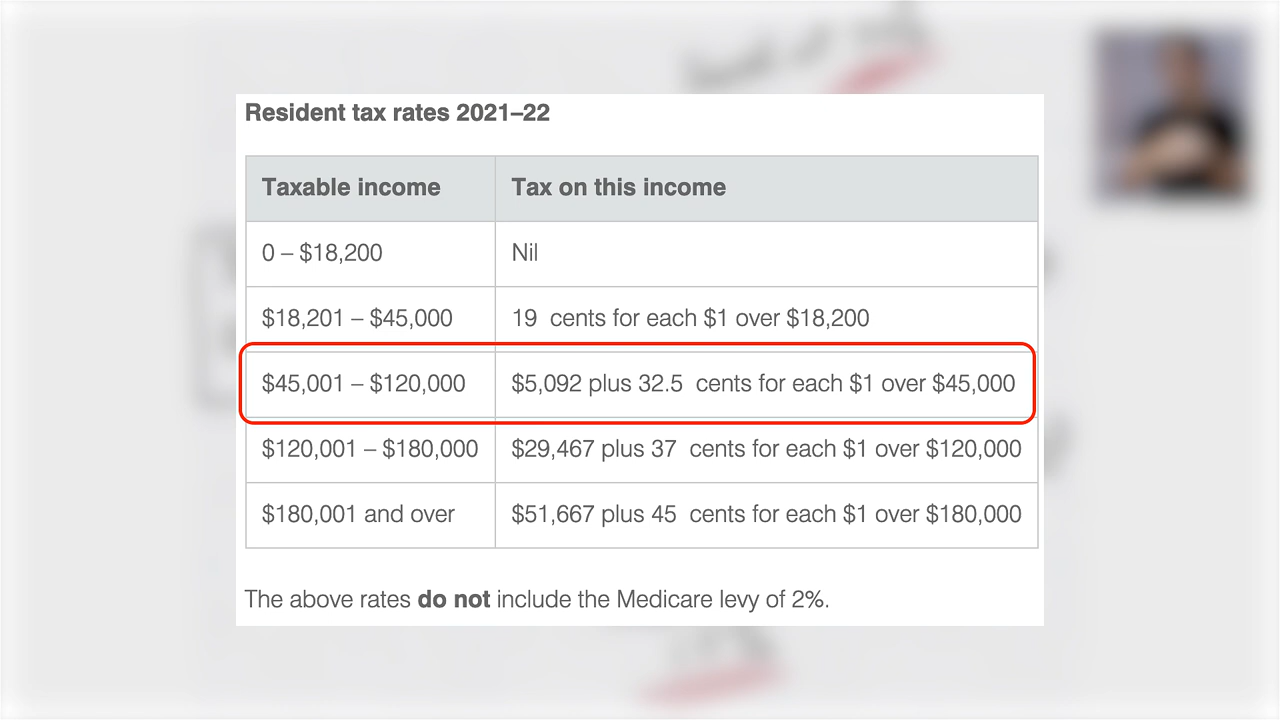 Resident tax rates 2021–22
Taxable income
Tax on this income
0 – $18,200
Nil
$18,201 – $45,000
19 cents for each $1 over $18,200
$45,001 – $120,000
$5,092 plus 32.5 cents for each $1 over $45,000
$120,001 – $180,000
$29,467 plus 37 cents for each $1 over $120,000
$180,001 and over
$51,667 plus 45 cents for each $1 over $180,000
The above rates do not include the Medicare levy of 2%.